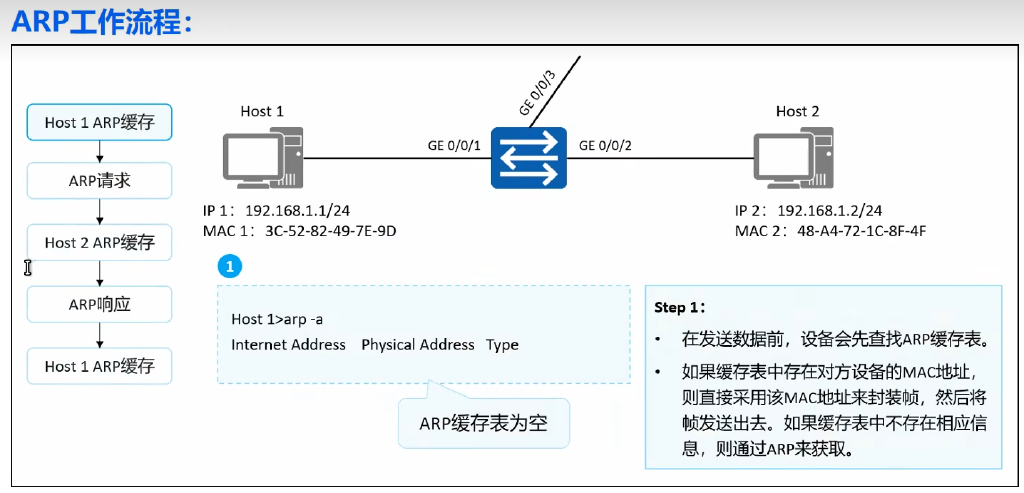 ARP工作流程：
Host 1 ARP缓存
ARP请求
Host 2 ARP缓存
ARP响应
Host 1 ARP缓存
Host 1
GE 0/0/1
GE 0/0/3
GE 0/0/2
Host 2
IP 1：192.168.1.1/24
MAC 1：3C-52-82-49-7E-9D
IP 2：192.168.1.2/24
MAC 2：48-A4-72-1C-8F-4F
1
Host 1>arp -a
Internet Address Physical Address Type
ARP缓存表为空
Step 1：
• 在发送数据前，设备会先查找ARP缓存表。
• 如果缓存表中存在对方设备的MAC地址，
则直接采用该MAC地址来封装帧，然后将
帧发送出去。如果缓存表中不存在相应信
息，则通过ARP来获取。